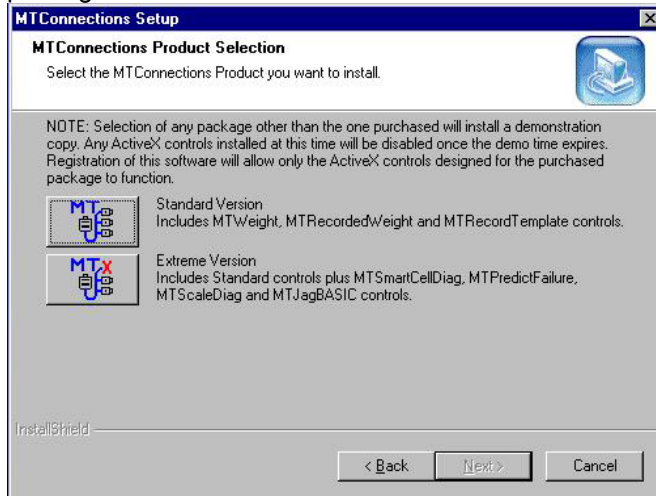 MTConnections Setup
MTConnections Product Selection
Select the MTConnections Product you want to install.
NOTE: Selection of any package other than the one purchased will install a demonstration
copy. Any ActiveX controls installed at this time will be disabled once the demo time expires.
Registration of this software will allow only the ActiveX controls designed for the purchased
package to function.
MT
Standard Version
Includes MTWeight, MTRecordedWeight and MTRecordTemplate controls.
MTX
Extreme Version
Includes Standard controls plus MTSmartCellDiag, MTPredictFailure,
MTScaleDiag and MTJagBASIC controls.
InstallShield
< Back
Next >
Cancel